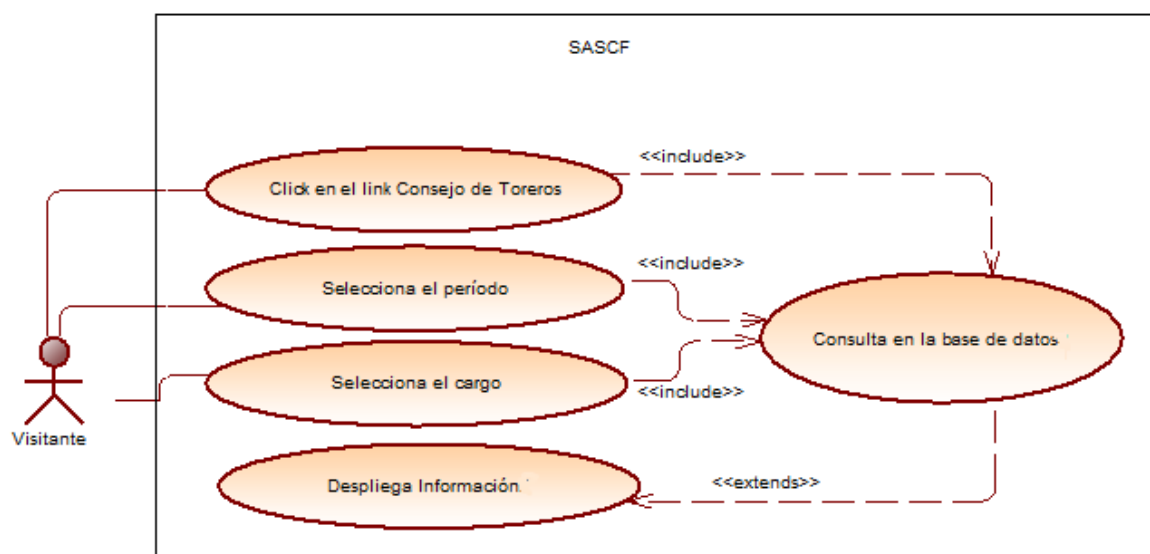 SASCF
<<include>>
Click en el link Consejo de Toreros
<<include>>
Selecciona el período
Consulta en la base de datos
Selecciona el cargo
<<include>>
Visitante
Despliega Información.
<<extends>>